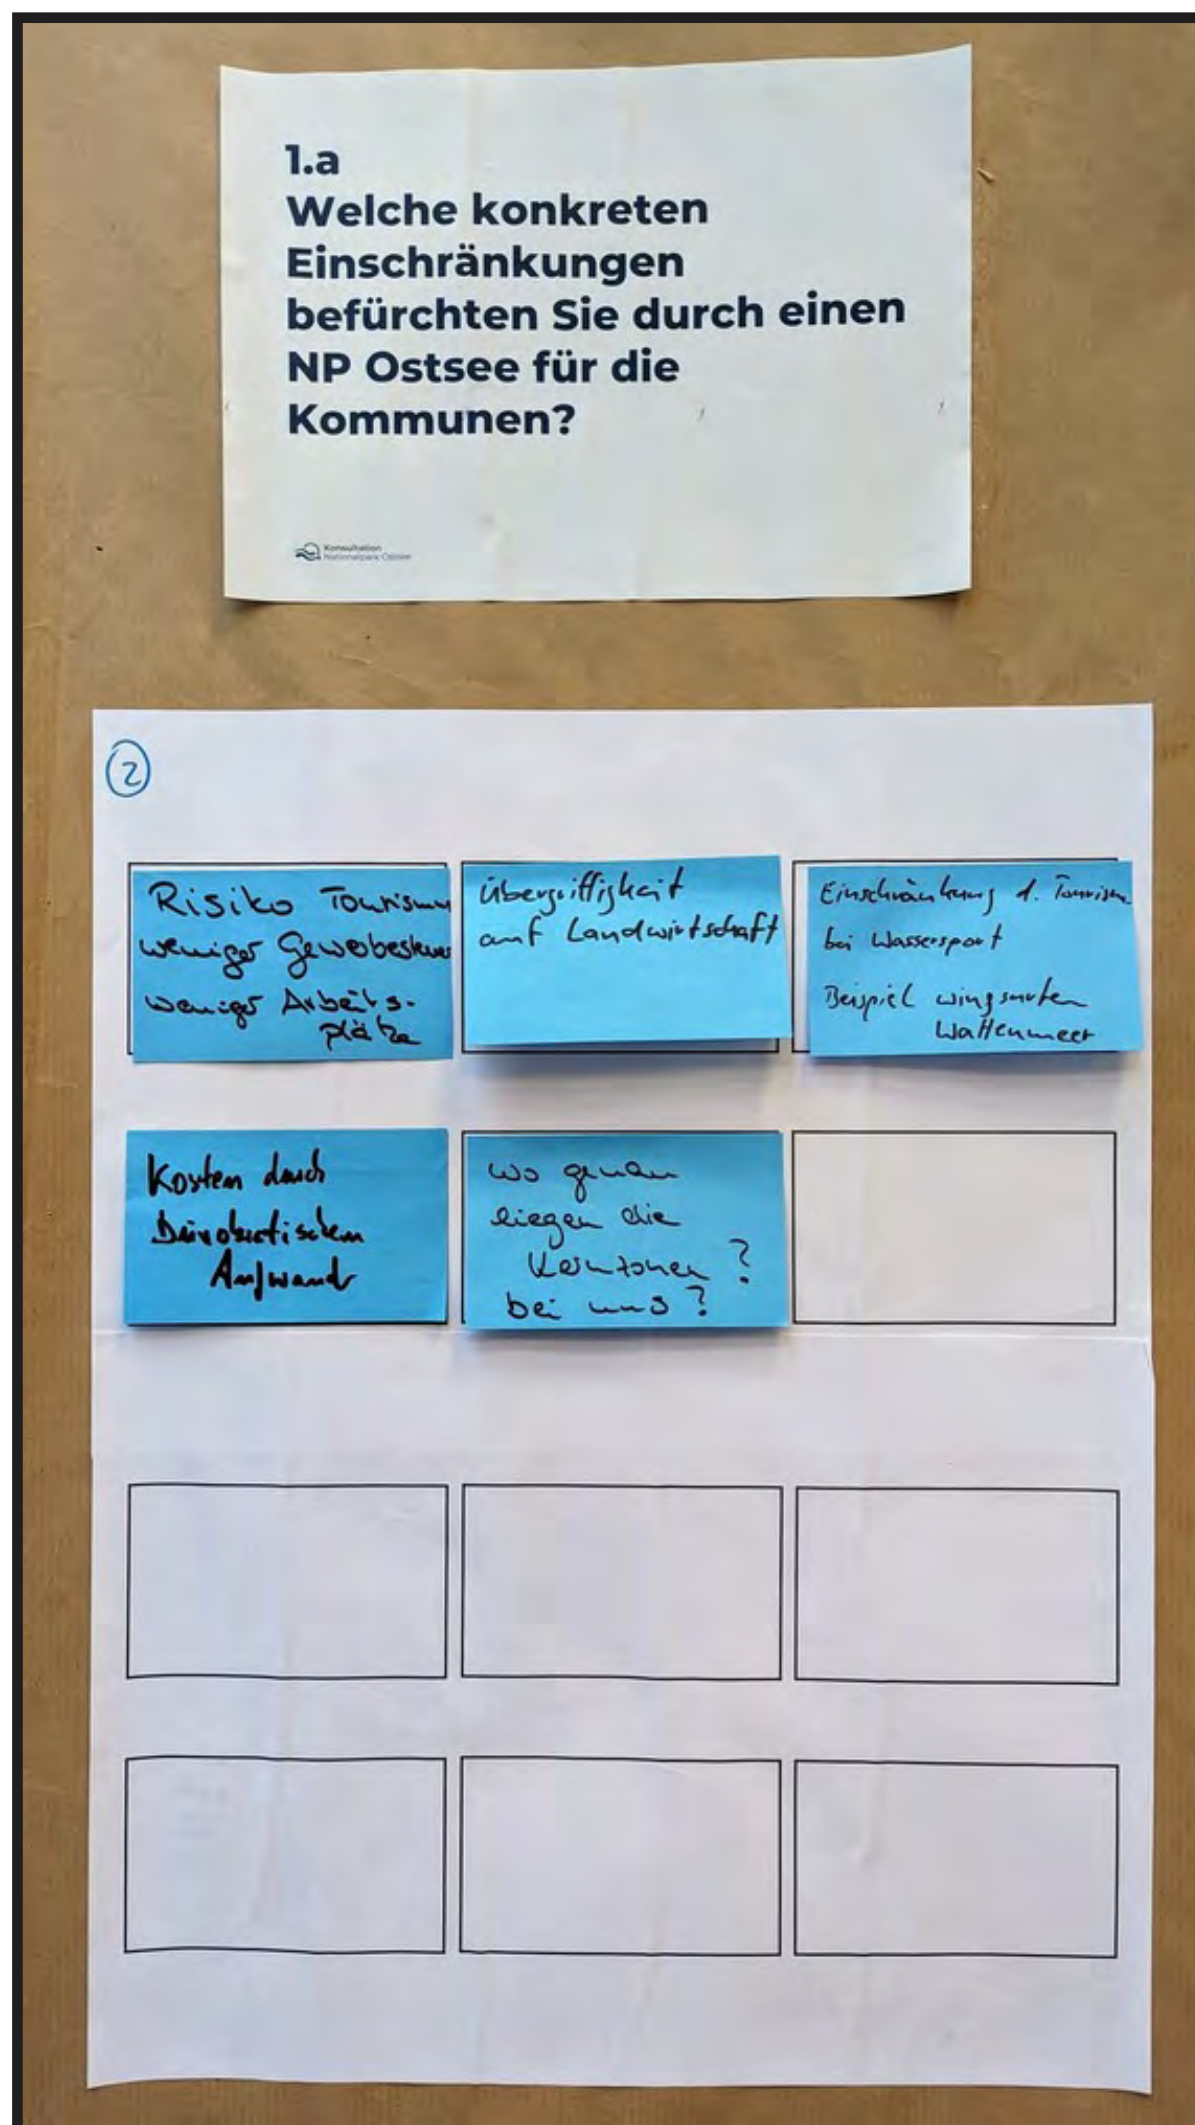 1.a
Welche konkreten
Einschränkungen
befürchten Sie durch einen
NP Ostsee für die
Kommunen?
Konsultation
Nationalpark Ostsee
2
Risiko Tourismus
weniger Gewerbesteuer
weniger Arbeits-
plätze
Übergriffigkeit
auf Landwirtschaft
Einschränkung d. Tourism.
bei Wassersport
Beispiel wingsurfen
Wattenmeer
Kosten durch
Bürokratischen
Aufwand
wo genau
liegen die
Kernzonen ?
bei uns ?